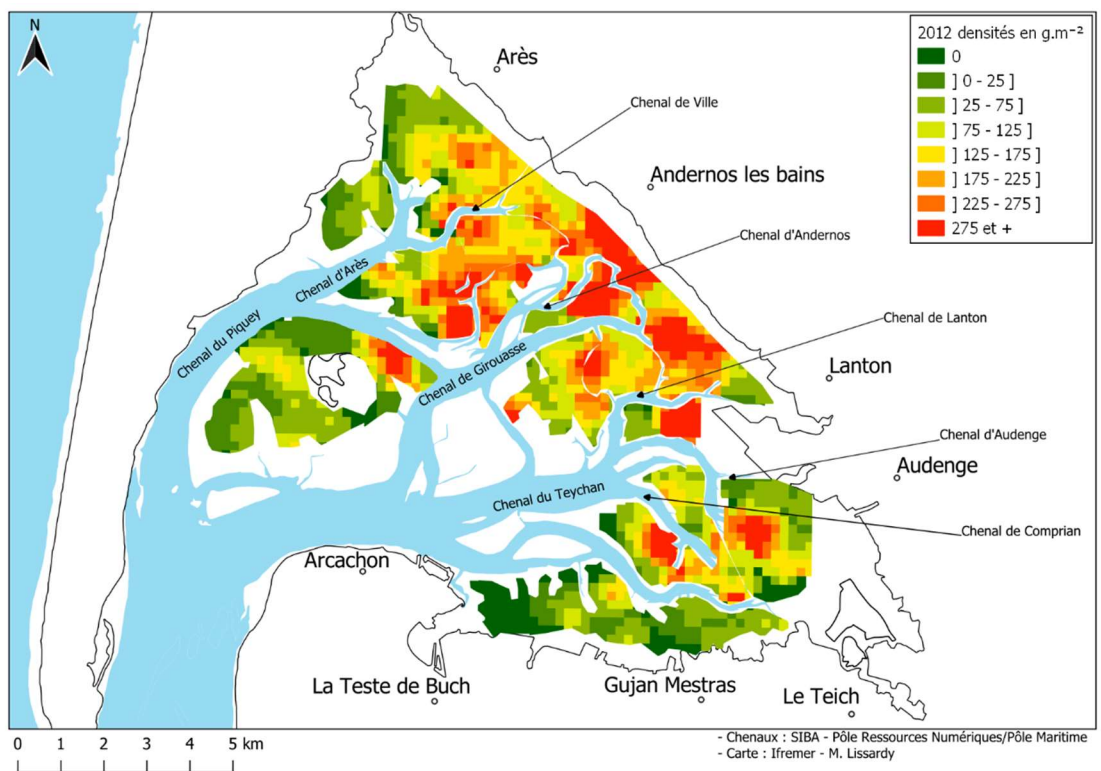 N
2012 densités en g.m⁻²
0
] 0 - 25 ]
] 25 - 75 ]
] 75 - 125 ]
] 125 - 175 ]
] 175 - 225 ]
] 225 - 275 ]
275 et +
Arès
Chenal de Ville
Andernos les bains
Chenal d'Andernos
Chenal d'Arès
Chenal du Piquey
Chenal de Lanton
Chenal de Girouasse
Lanton
Chenal d'Audenge
Audenge
Chenal du Teychan
Chenal de Comprian
Arcachon
La Teste de Buch
Gujan Mestras
Le Teich
0 1 2 3 4 5 km
- Chenaux : SIBA - Pôle Ressources Numériques/Pôle Maritime
- Carte : Ifremer - M. Lissardy